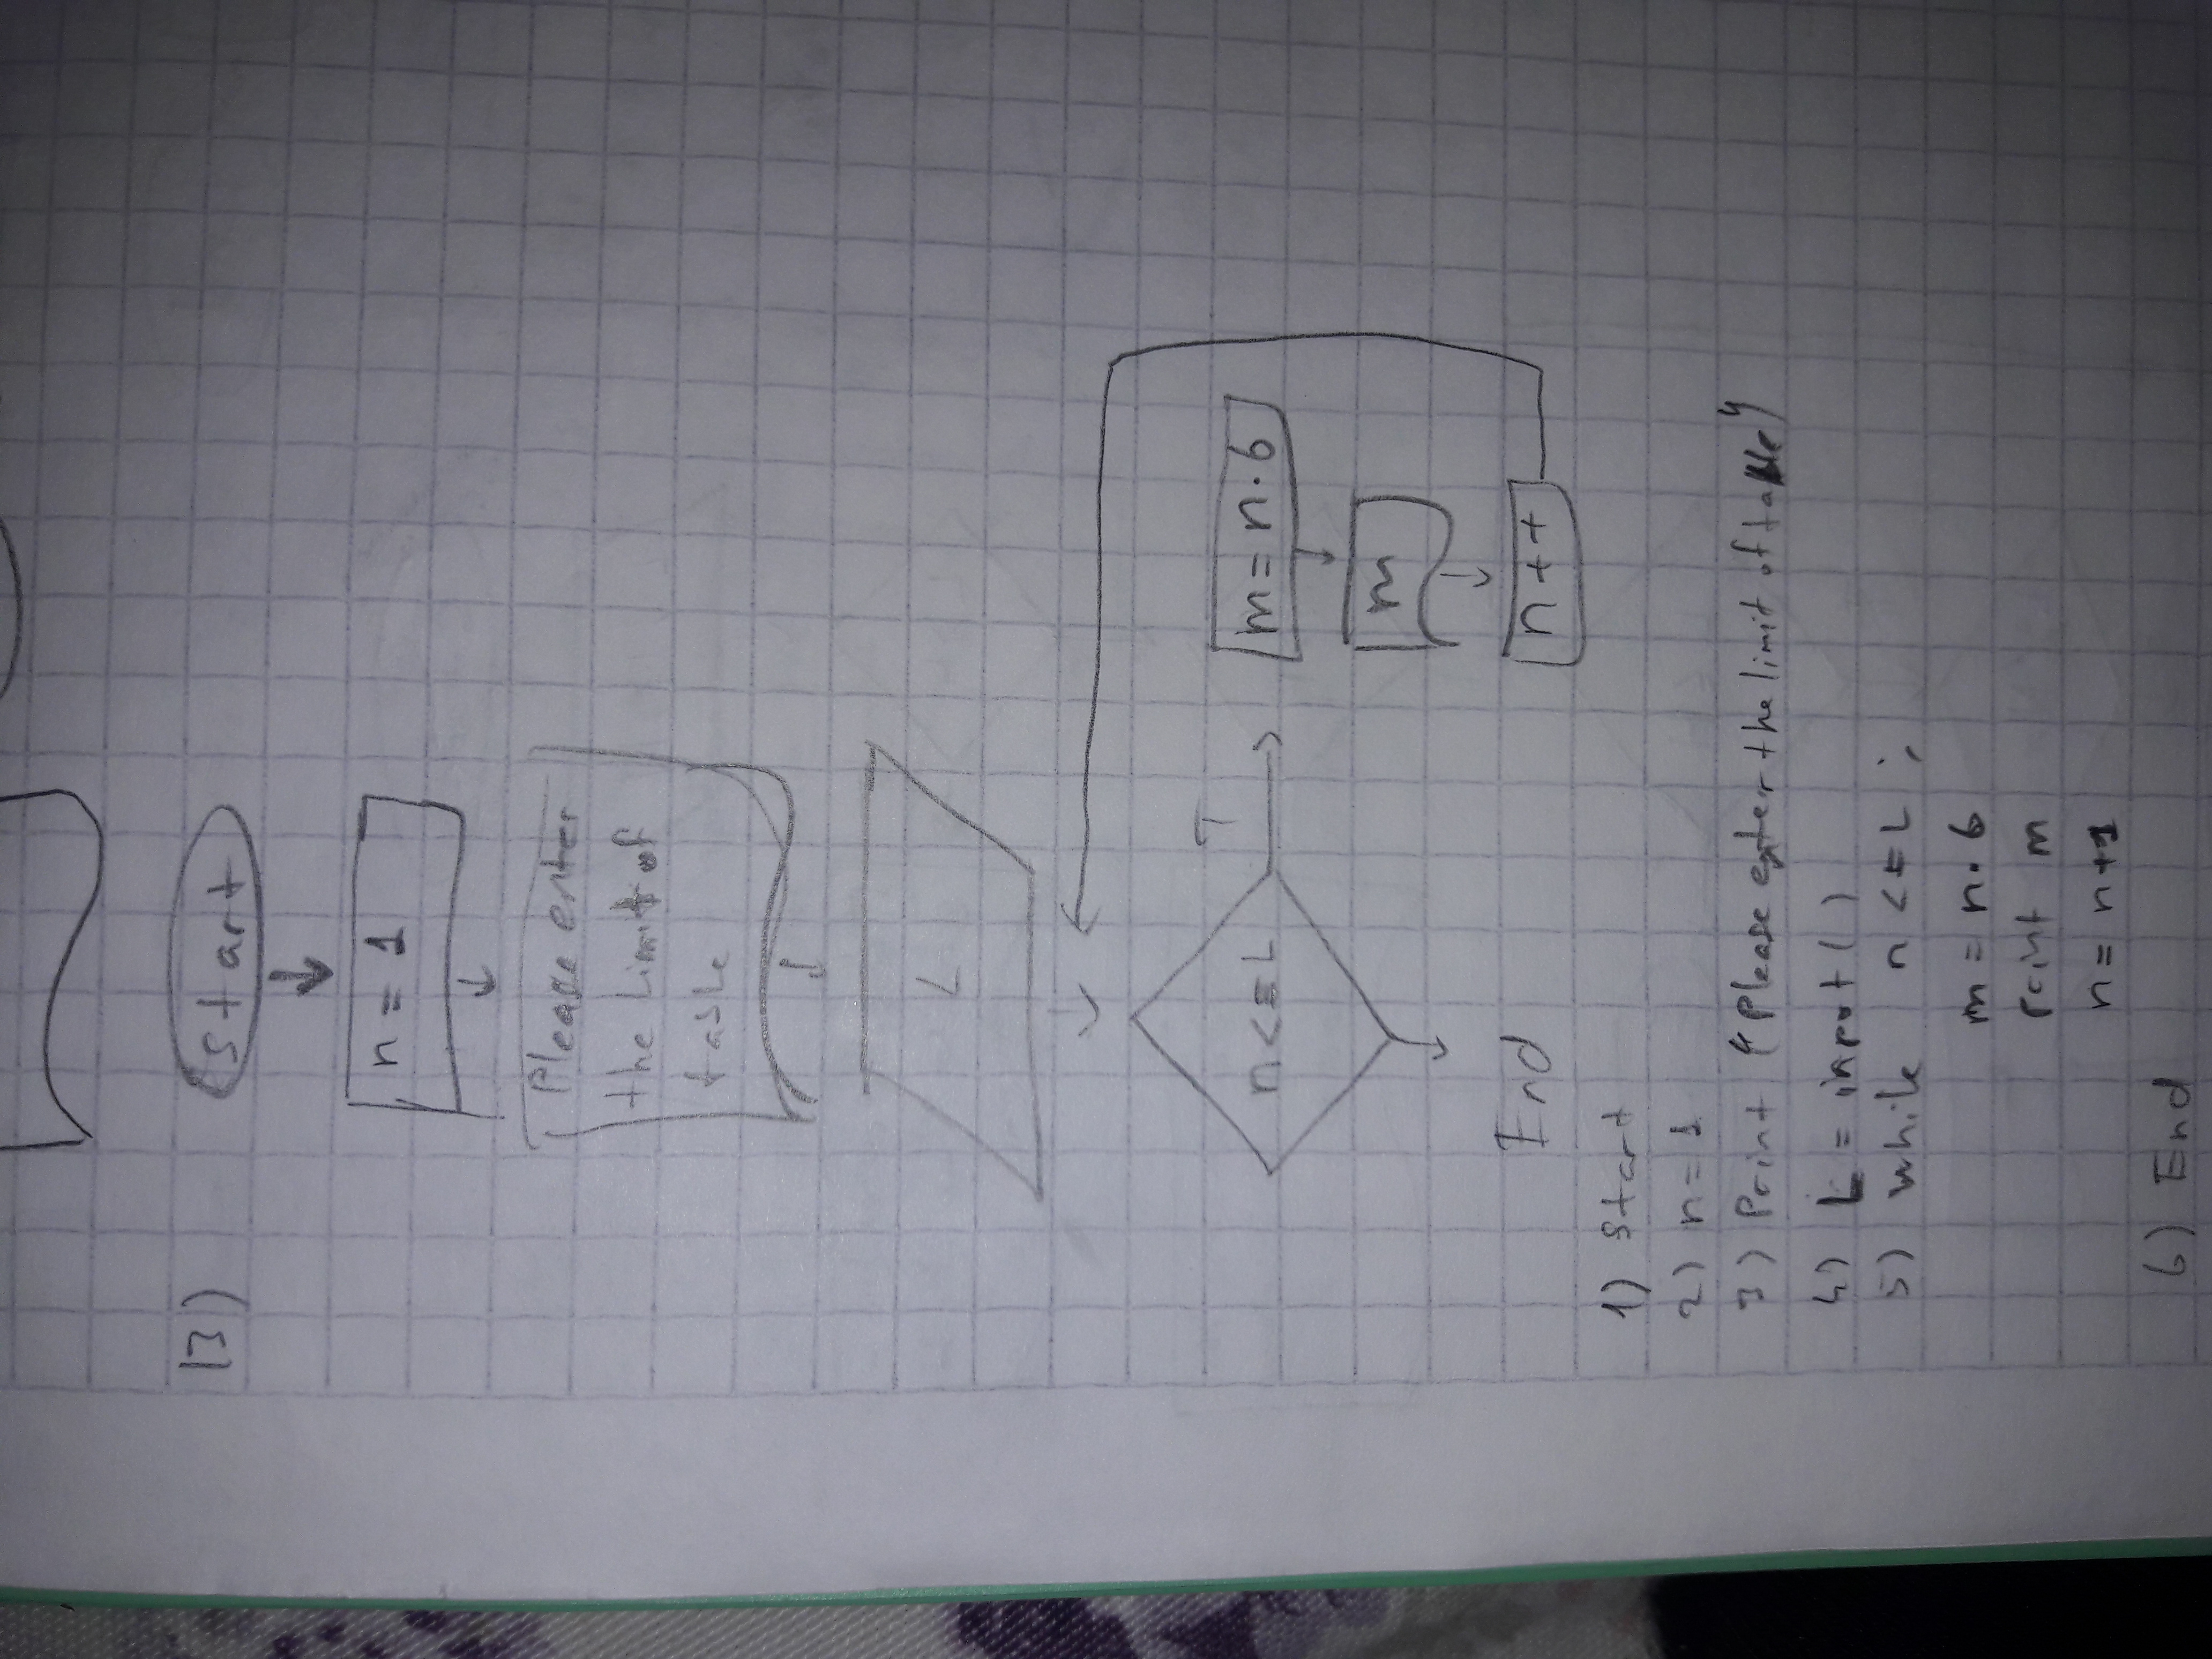 13)
start
n = 1
Please enter
the Limit of
table
L
n <= L
T
m = n . 6
m
n ++
End
1) Start
2) n = 1
3) Print "Please enter the limit of table"
4) L = input ( )
5) while n <= L ;
m = n . 6
print m
n = n+1
6) End